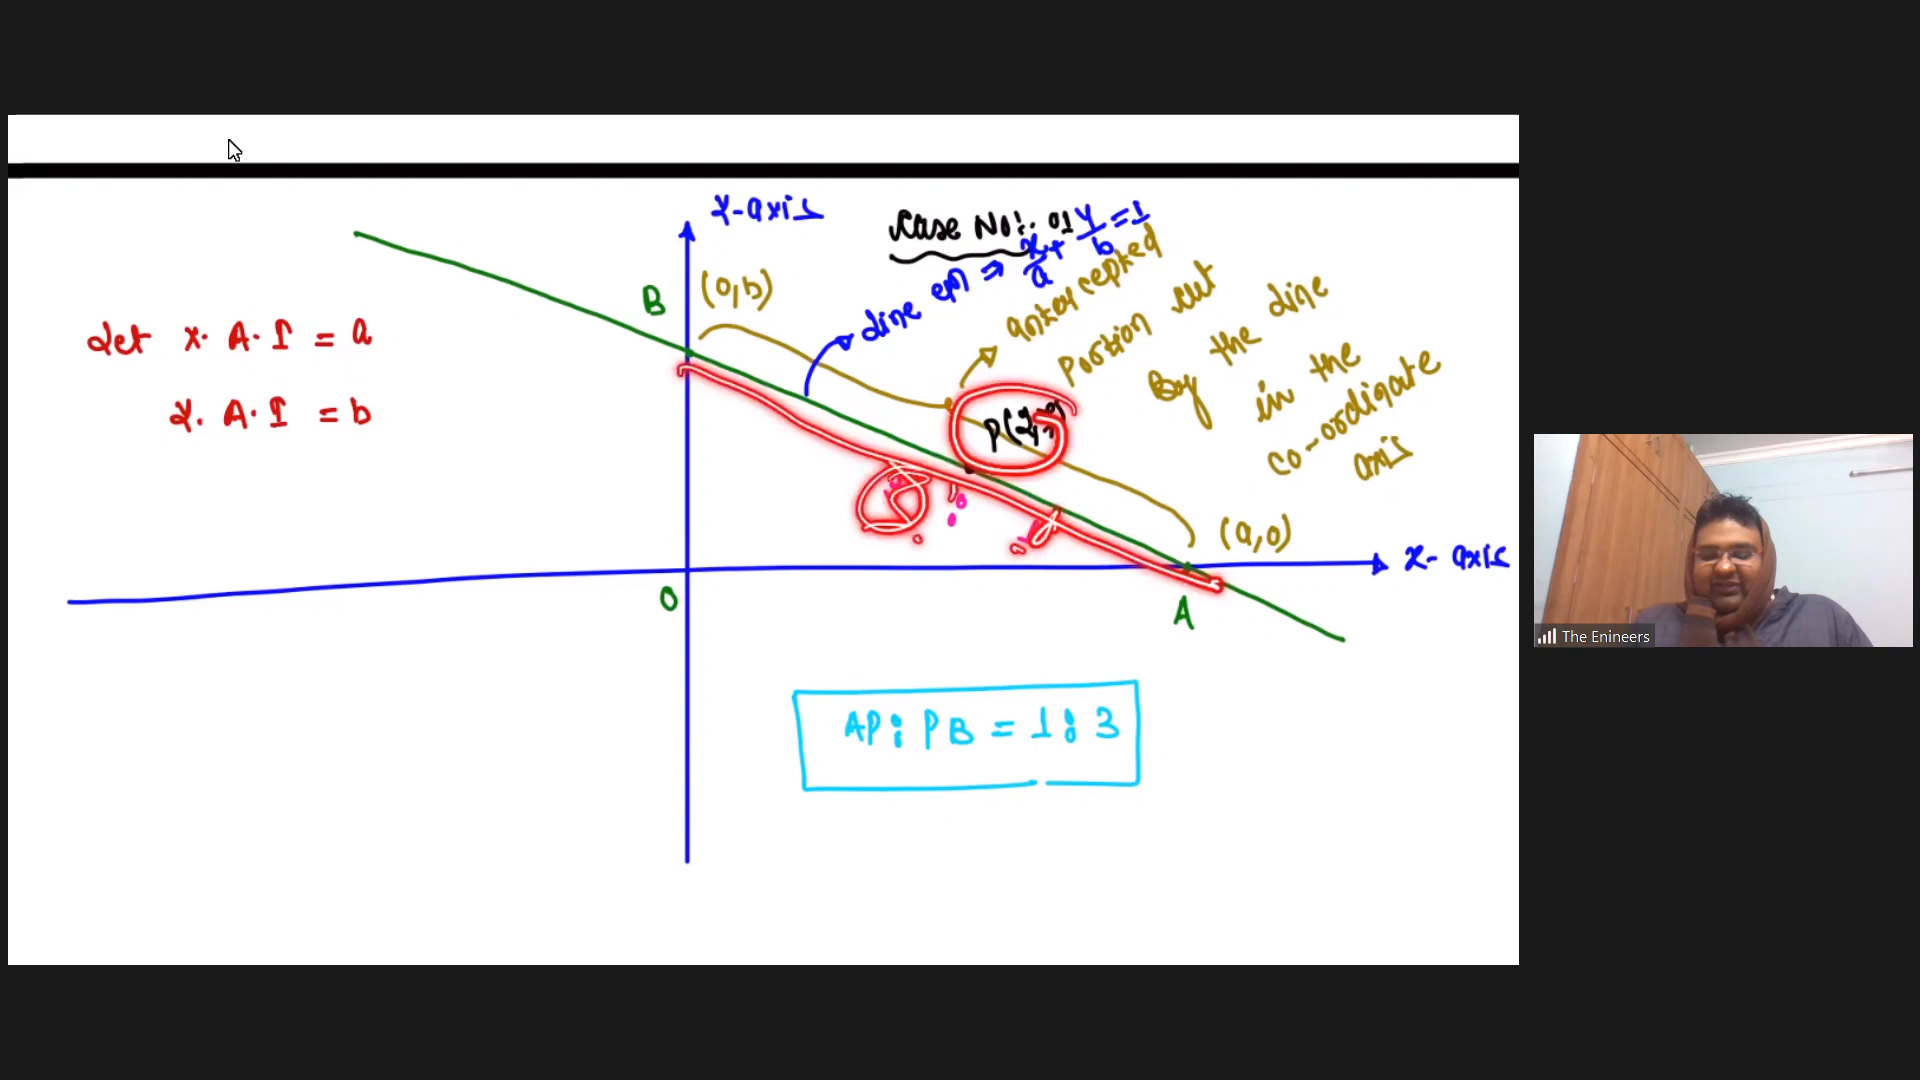 Y-axis
Case No:. 01
Line eqn ⇒ x/a + y/b = 1
B (0,b)
Let X. A. I = a
Y. A. I = b
Portion cut
By the Line
in the
co-ordinate
axis
(a,0)
X- axis
O
A
The Enineers
AP : PB = 1 : 3